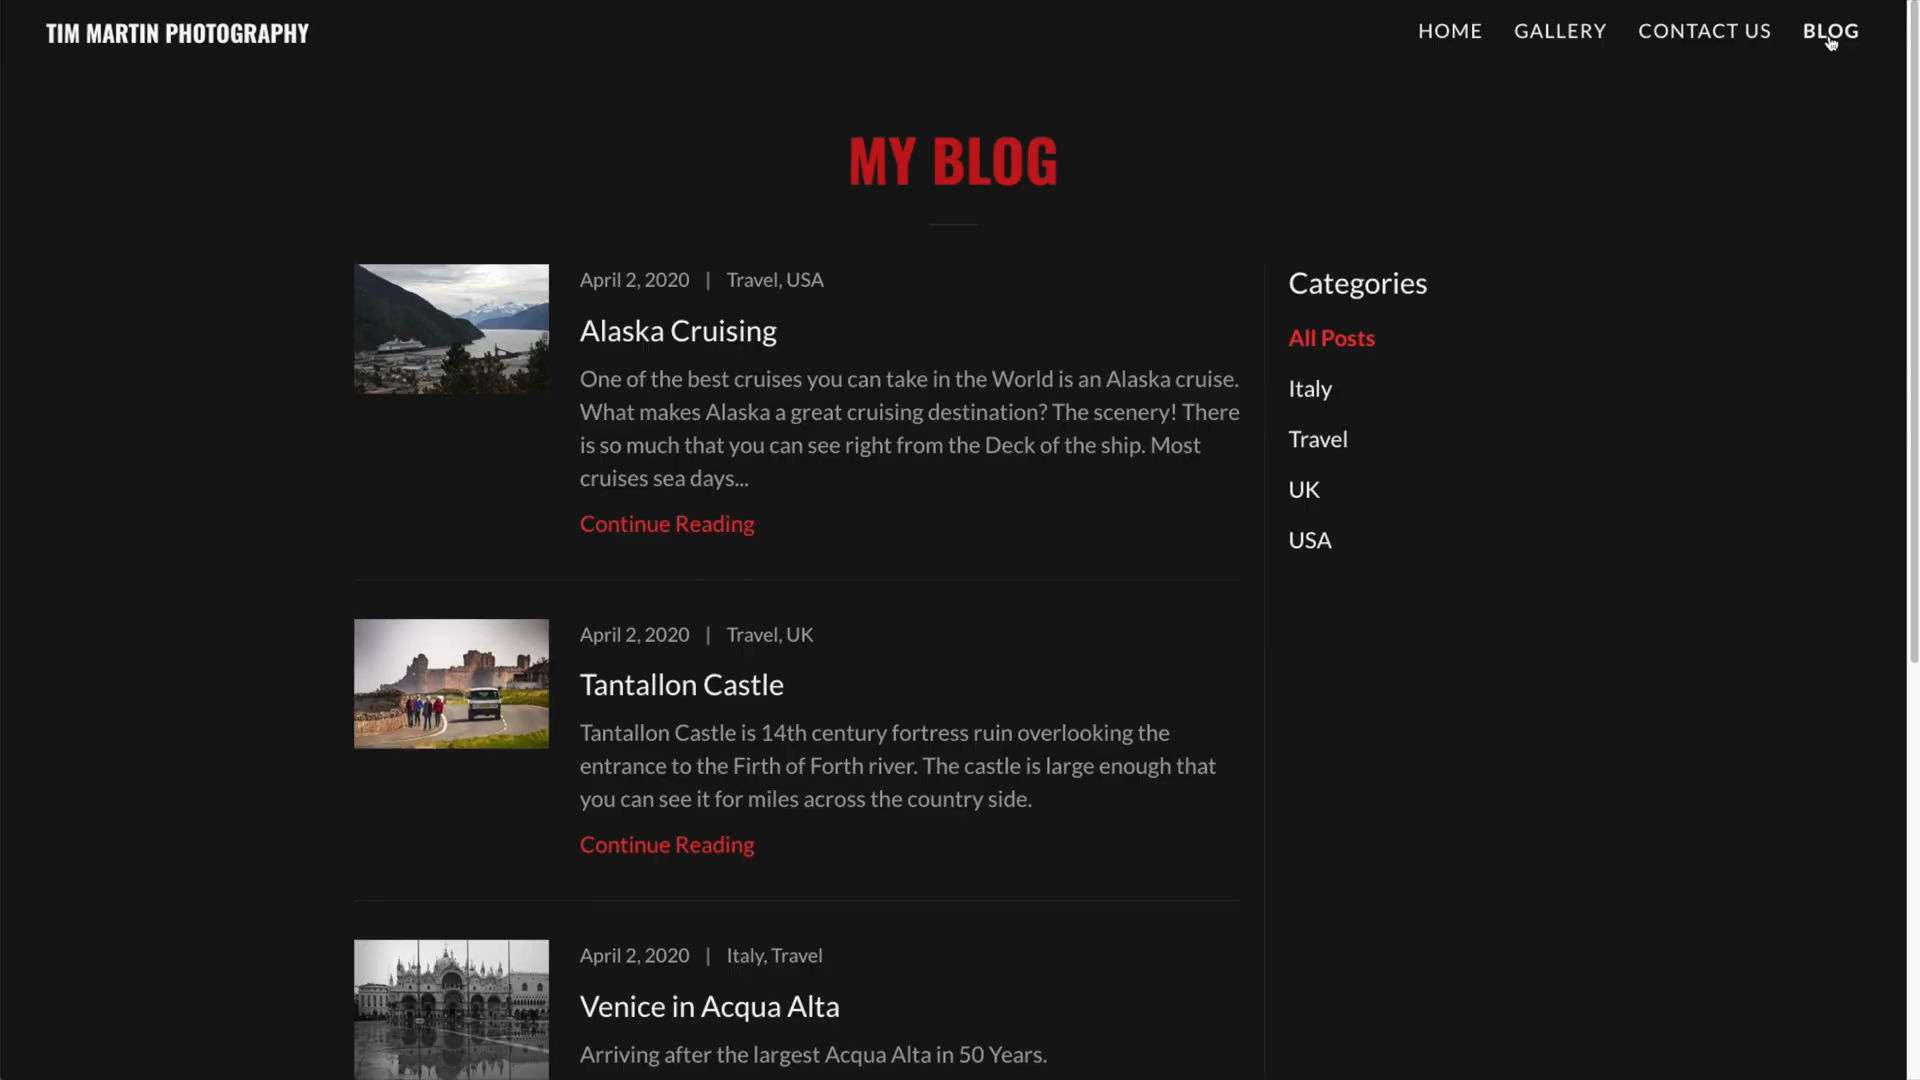 TIM MARTIN PHOTOGRAPHY
HOME GALLERY CONTACT US BLOG
MY BLOG
April 2, 2020 | Travel, USA
Alaska Cruising
One of the best cruises you can take in the World is an Alaska cruise.
What makes Alaska a great cruising destination? The scenery! There
is so much that you can see right from the Deck of the ship. Most
cruises sea days...
Continue Reading
April 2, 2020 | Travel, UK
Tantallon Castle
Tantallon Castle is 14th century fortress ruin overlooking the
entrance to the Firth of Forth river. The castle is large enough that
you can see it for miles across the country side.
Continue Reading
April 2, 2020 | Italy, Travel
Venice in Acqua Alta
Arriving after the largest Acqua Alta in 50 Years.
Categories
All Posts
Italy
Travel
UK
USA